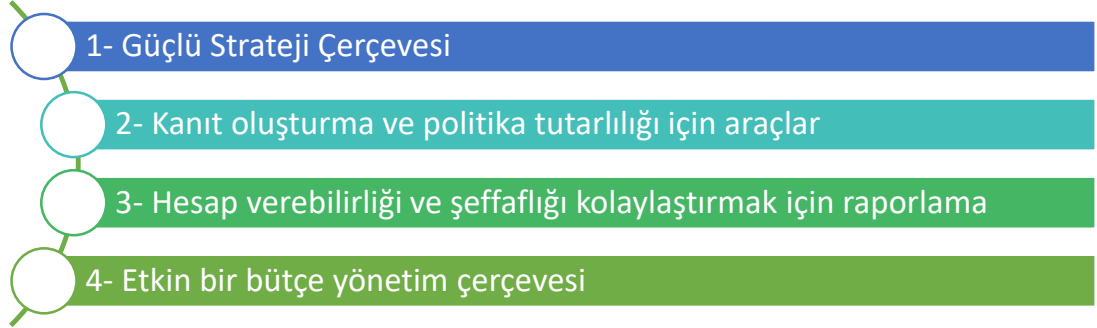 1- Güçlü Strateji Çerçevesi
2- Kanıt oluşturma ve politika tutarlılığı için araçlar
3- Hesap verebilirliği ve şeffaflığı kolaylaştırmak için raporlama
4- Etkin bir bütçe yönetim çerçevesi